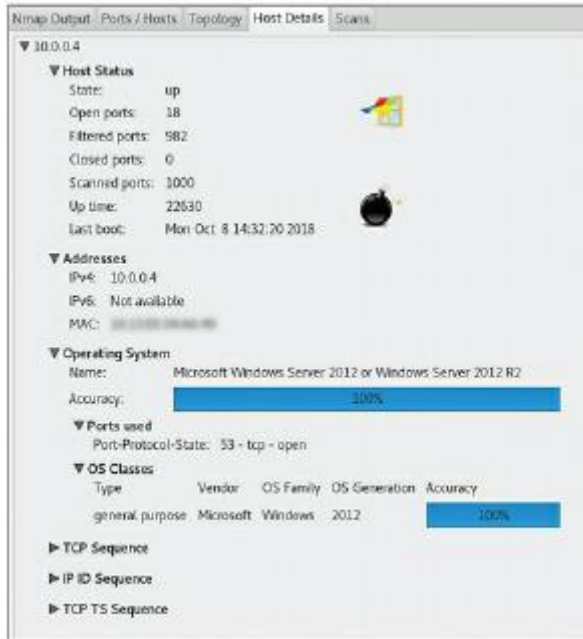 Nmap Output Ports / Hosts Topology Host Details Scans
10.0.0.4
Host Status
State: up
Open ports: 18
Filtered ports: 982
Closed ports: 0
Scanned ports: 1000
Up time: 22630
Last boot: Mon Oct 8 14:32:20 2018
Addresses
IPv4: 10.0.0.4
IPv6: Not available
MAC:
Operating System
Name: Microsoft Windows Server 2012 or Windows Server 2012 R2
Accuracy: 100%
Ports used
Port-Protocol-State: 53 - tcp - open
OS Classes
Type Vendor OS Family OS Generation Accuracy
general purpose Microsoft Windows 2012 100%
TCP Sequence
IP ID Sequence
TCP TS Sequence